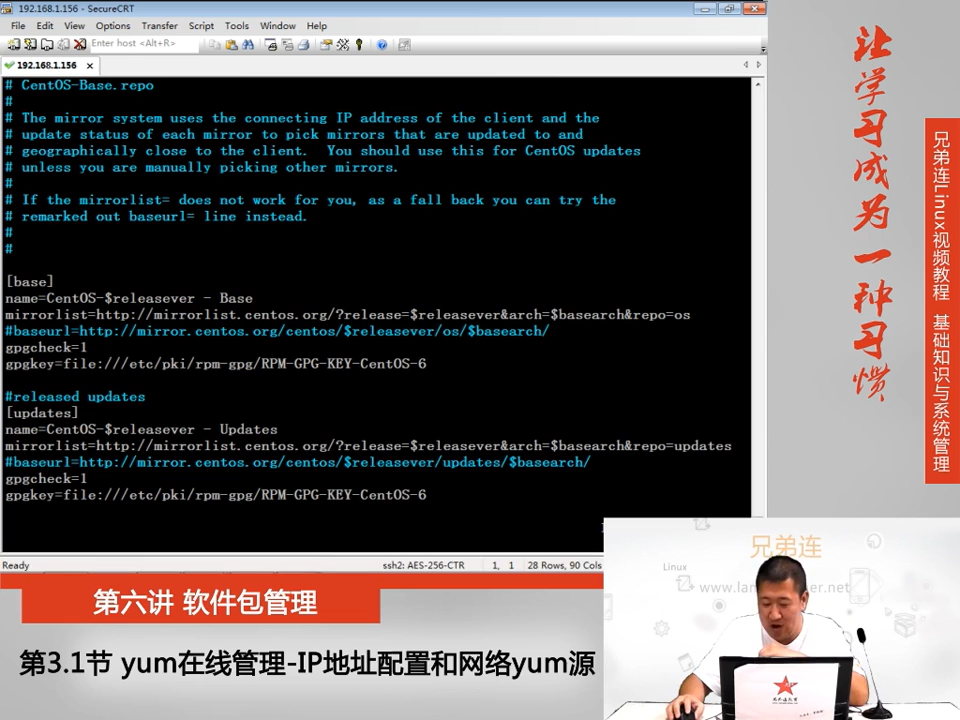 192.168.1.156 - SecureCRT
File Edit View Options Transfer Script Tools Window Help
Enter host <Alt+R>
192.168.1.156
# CentOS-Base.repo
#
# The mirror system uses the connecting IP address of the client and the
# update status of each mirror to pick mirrors that are updated to and
# geographically close to the client.  You should use this for CentOS updates
# unless you are manually picking other mirrors.
#
# If the mirrorlist= does not work for you, as a fall back you can try the
# remarked out baseurl= line instead.
#
#
[base]
name=CentOS-$releasever - Base
mirrorlist=http://mirrorlist.centos.org/?release=$releasever&arch=$basearch&repo=os
#baseurl=http://mirror.centos.org/centos/$releasever/os/$basearch/
gpgcheck=1
gpgkey=file:///etc/pki/rpm-gpg/RPM-GPG-KEY-CentOS-6
#released updates
[updates]
name=CentOS-$releasever - Updates
mirrorlist=http://mirrorlist.centos.org/?release=$releasever&arch=$basearch&repo=updates
#baseurl=http://mirror.centos.org/centos/$releasever/updates/$basearch/
gpgcheck=1
gpgkey=file:///etc/pki/rpm-gpg/RPM-GPG-KEY-CentOS-6
Ready
ssh2: AES-256-CTR
1, 1
28 Rows, 90 Cols
让学习成为一种习惯
兄弟连Linux视频教程 基础知识与系统管理
第六讲 软件包管理
第3.1节 yum在线管理-IP地址配置和网络yum源
兄弟连
Linux